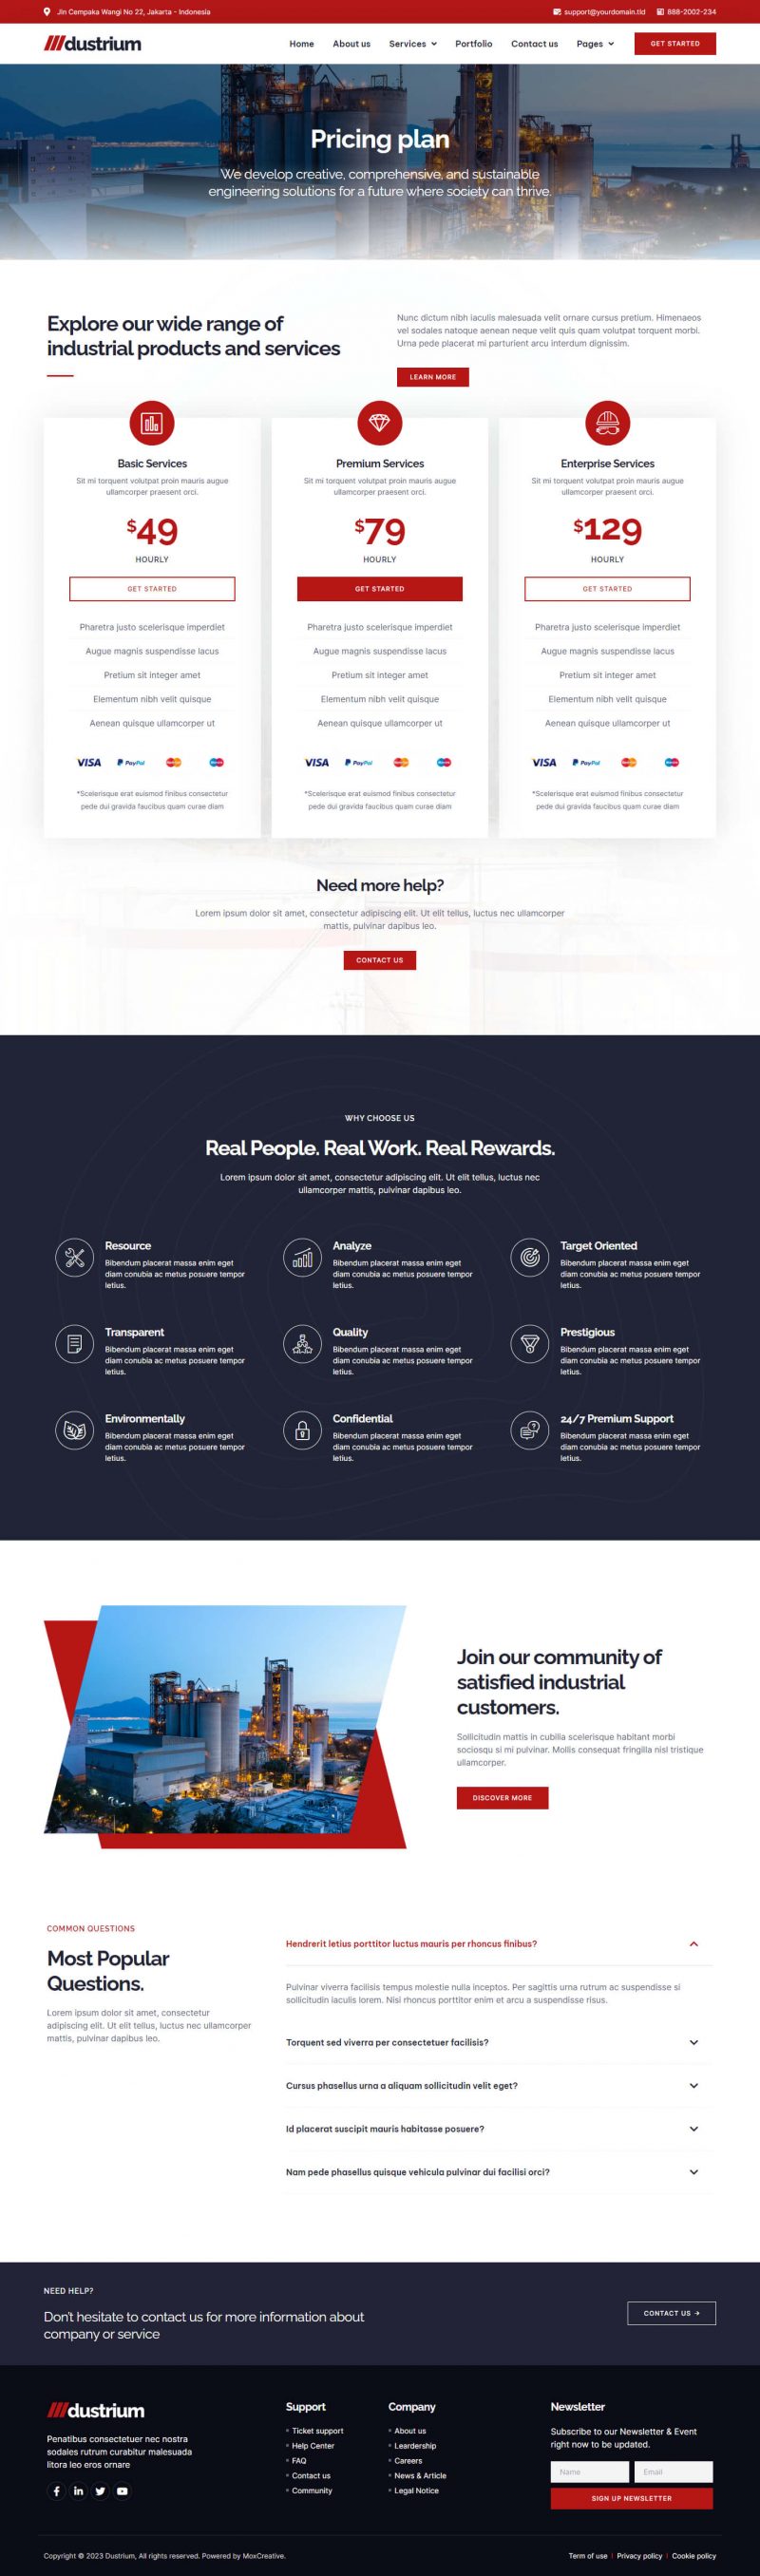 Jln Cempaka Wangi No 22, Jakarta - Indonesia
support@yourdomain.tld
888-2002-234
dustrium
Home
About us
Services
Portfolio
Contact us
Pages
GET STARTED
Pricing plan
We develop creative, comprehensive, and sustainable
engineering solutions for a future where society can thrive.
Explore our wide range of
industrial products and services
Nunc dictum nibh iaculis malesuada velit ornare cursus pretium. Himenaeos
vel sodales natoque aenean neque velit quis quam volutpat torquent morbi.
Urna pede placerat mi parturient arcu interdum dignissim.
LEARN MORE
Basic Services
Sit mi torquent volutpat proin mauris augue
ullamcorper praesent orci.
$49
HOURLY
GET STARTED
Pharetra justo scelerisque imperdiet
Augue magnis suspendisse lacus
Pretium sit integer amet
Elementum nibh velit quisque
Aenean quisque ullamcorper ut
VISA
PayPal
*Scelerisque erat euismod finibus consectetur
pede dui gravida faucibus quam curae diam
Premium Services
Sit mi torquent volutpat proin mauris augue
ullamcorper praesent orci.
$79
HOURLY
GET STARTED
Pharetra justo scelerisque imperdiet
Augue magnis suspendisse lacus
Pretium sit integer amet
Elementum nibh velit quisque
Aenean quisque ullamcorper ut
VISA
PayPal
*Scelerisque erat euismod finibus consectetur
pede dui gravida faucibus quam curae diam
Enterprise Services
Sit mi torquent volutpat proin mauris augue
ullamcorper praesent orci.
$129
HOURLY
GET STARTED
Pharetra justo scelerisque imperdiet
Augue magnis suspendisse lacus
Pretium sit integer amet
Elementum nibh velit quisque
Aenean quisque ullamcorper ut
VISA
PayPal
*Scelerisque erat euismod finibus consectetur
pede dui gravida faucibus quam curae diam
Need more help?
Lorem ipsum dolor sit amet, consectetur adipiscing elit. Ut elit tellus, luctus nec ullamcorper
mattis, pulvinar dapibus leo.
CONTACT US
WHY CHOOSE US
Real People. Real Work. Real Rewards.
Lorem ipsum dolor sit amet, consectetur adipiscing elit. Ut elit tellus, luctus nec
ullamcorper mattis, pulvinar dapibus leo.
Resource
Bibendum placerat massa enim eget
diam conubia ac metus posuere tempor
letius.
Analyze
Bibendum placerat massa enim eget
diam conubia ac metus posuere tempor
letius.
Target Oriented
Bibendum placerat massa enim eget
diam conubia ac metus posuere tempor
letius.
Transparent
Bibendum placerat massa enim eget
diam conubia ac metus posuere tempor
letius.
Quality
Bibendum placerat massa enim eget
diam conubia ac metus posuere tempor
letius.
Prestigious
Bibendum placerat massa enim eget
diam conubia ac metus posuere tempor
letius.
Environmentally
Bibendum placerat massa enim eget
diam conubia ac metus posuere tempor
letius.
Confidential
Bibendum placerat massa enim eget
diam conubia ac metus posuere tempor
letius.
24/7 Premium Support
Bibendum placerat massa enim eget
diam conubia ac metus posuere tempor
letius.
Join our community of
satisfied industrial
customers.
Sollicitudin mattis in cubilia scelerisque habitant morbi
sociosqu si mi pulvinar. Mollis consequat fringilla nisl tristique
ullamcorper.
DISCOVER MORE
COMMON QUESTIONS
Most Popular
Questions.
Lorem ipsum dolor sit amet, consectetur
adipiscing elit. Ut elit tellus, luctus nec ullamcorper
mattis, pulvinar dapibus leo.
Hendrerit letius porttitor luctus mauris per rhoncus finibus?
Pulvinar viverra facilisis tempus molestie nulla inceptos. Per sagittis urna rutrum ac suspendisse si
sollicitudin iaculis lorem. Nisl rhoncus porttitor enim et arcu a suspendisse risus.
Torquent sed viverra per consectetuer facilisis?
Cursus phasellus urna a aliquam sollicitudin velit eget?
Id placerat suscipit mauris habitasse posuere?
Nam pede phasellus quisque vehicula pulvinar dui facilisi orci?
NEED HELP?
Don't hesitate to contact us for more information about
company or service
CONTACT US →
dustrium
Penatibus consectetuer nec nostra
sodales rutrum curabitur malesuada
litora leo eros ornare
Support
Ticket support
Help Center
FAQ
Contact us
Community
Company
About us
Leardership
Careers
News & Article
Legal Notice
Newsletter
Subscribe to our Newsletter & Event
right now to be updated.
Name
Email
SIGN UP NEWSLETTER
Copyright © 2023 Dustrium, All rights reserved. Powered by MoxCreative.
Term of use | Privacy policy | Cookie policy